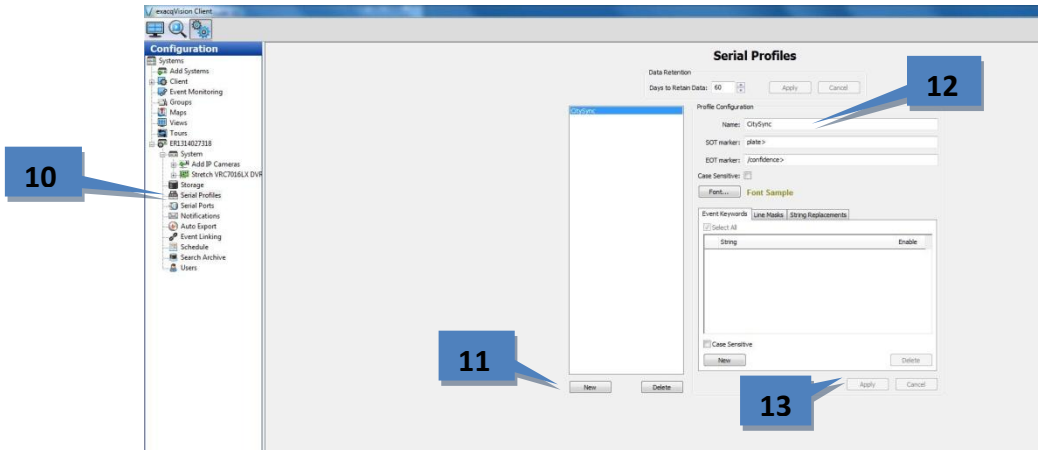 exacqVision Client
Configuration
Systems
Add Systems
Client
Event Monitoring
Groups
Maps
Views
Tours
ER1314027318
System
Add IP Cameras
Stretch VRC7016LX DVR
Storage
Serial Profiles
Serial Ports
Notifications
Auto Export
Event Linking
Schedule
Search Archive
Users
10
Serial Profiles
Data Retention
Days to Retain Data: 60 Apply Cancel
CitySync
New Delete
11
Profile Configuration
Name: CitySync
12
SOT marker: plate>
EOT marker: /confidence>
Case Sensitive:
Font... Font Sample
Event Keywords Line Masks String Replacements
Select All
String Enable
Case Sensitive
New Delete
Apply Cancel
13